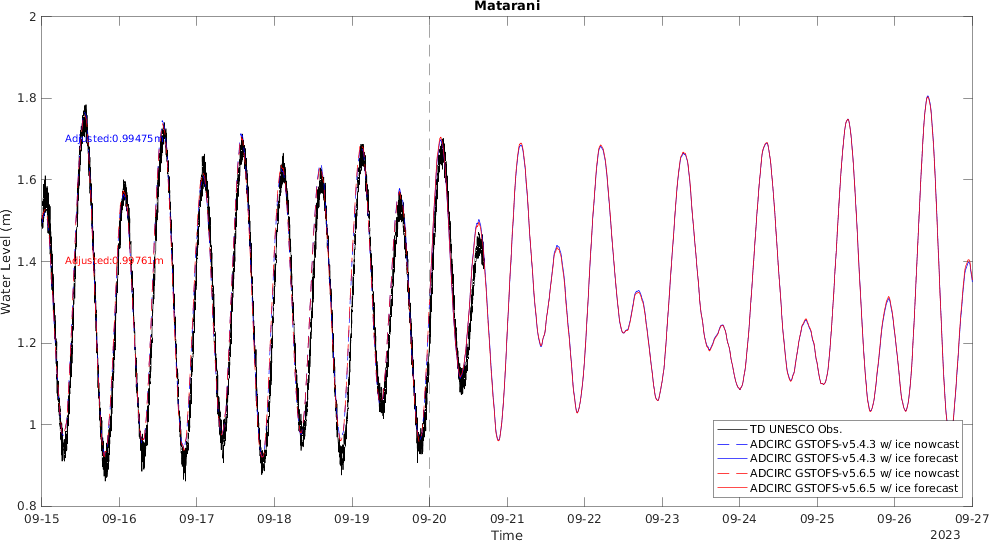 Matarani
2
1.8
1.6
1.4
1.2
1
0.8
Water Level (m)
Adjusted:0.99475m
Adjusted:0.99761m
TD UNESCO Obs.
ADCIRC GSTOFS-v5.4.3 w/ ice nowcast
ADCIRC GSTOFS-v5.4.3 w/ ice forecast
ADCIRC GSTOFS-v5.6.5 w/ ice nowcast
ADCIRC GSTOFS-v5.6.5 w/ ice forecast
09-15 09-16 09-17 09-18 09-19 09-20 09-21 09-22 09-23 09-24 09-25 09-26 09-27
Time
2023